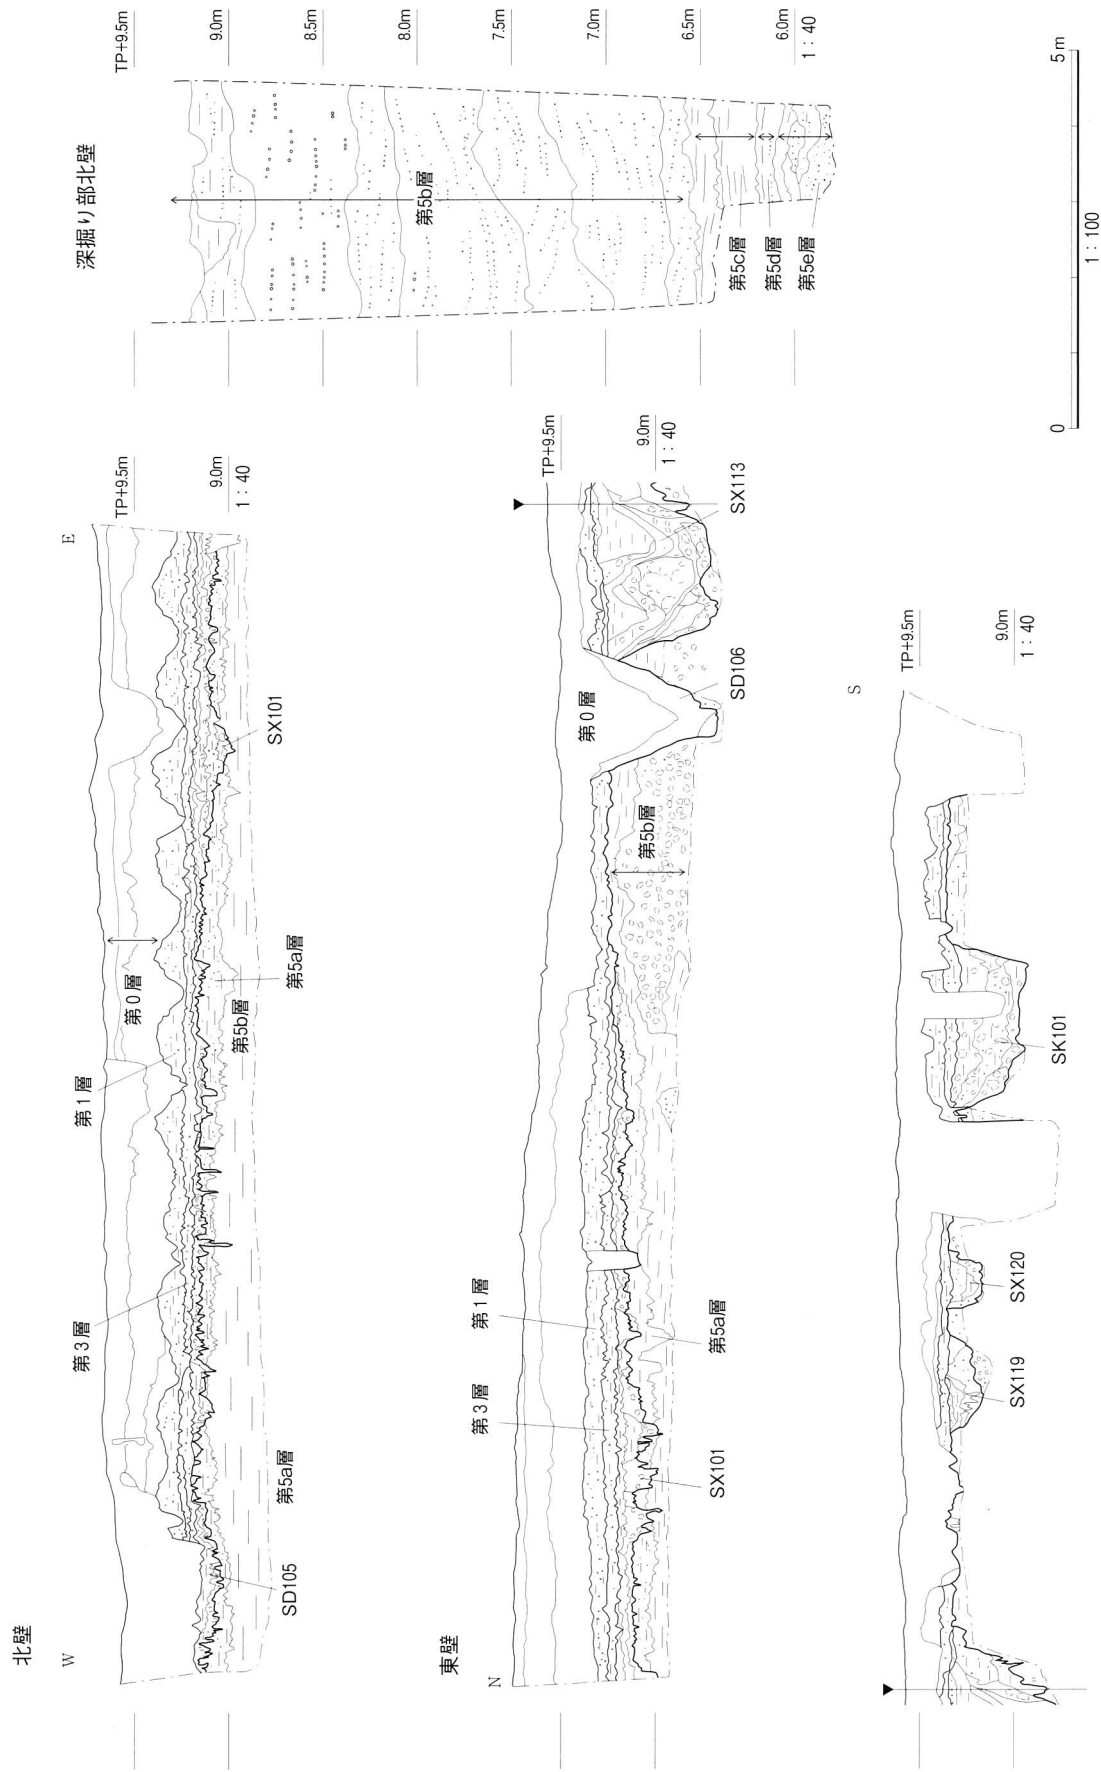 北壁
W
E
TP+9.5m
9.0m
1：40
第0層
第1層
第3層
第5a層
第5b層
第5a層
SD105
SX101
東壁
N
TP+9.5m
9.0m
1：40
第3層
第1層
第5a層
SX101
第5b層
第0層
SD106
SX113
S
TP+9.5m
9.0m
1：40
SX119
SX120
SK101
深掘り部北壁
TP+9.5m
9.0m
8.5m
8.0m
7.5m
7.0m
6.5m
6.0m
1：40
第5b層
第5c層
第5d層
第5e層
0
5m
1：100